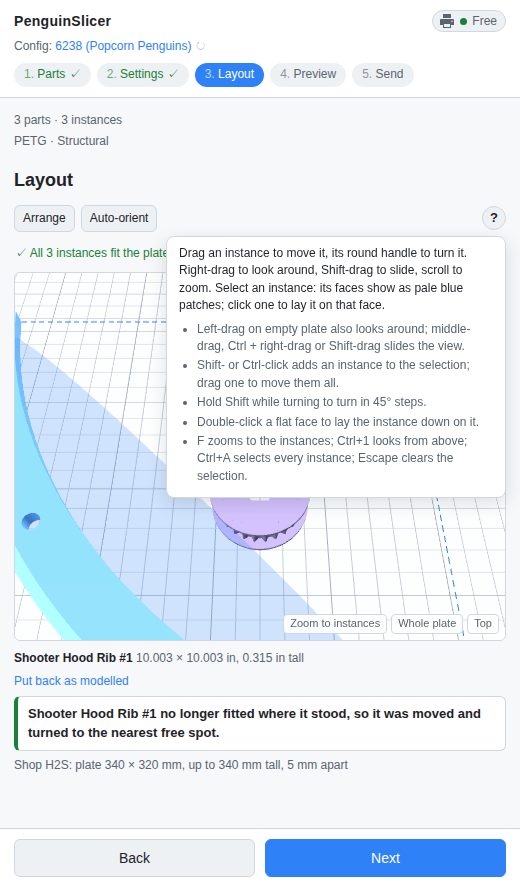 PenguinSlicer
Free
Config: 6238 (Popcorn Penguins)
1. Parts ✓
2. Settings ✓
3. Layout
4. Preview
5. Send
3 parts · 3 instances
PETG · Structural
Layout
Arrange
Auto-orient
?
✓ All 3 instances fit the plate
Drag an instance to move it, its round handle to turn it.
Right-drag to look around, Shift-drag to slide, scroll to
zoom. Select an instance: its faces show as pale blue
patches; click one to lay it on that face.
• Left-drag on empty plate also looks around; middle-
drag, Ctrl + right-drag or Shift-drag slides the view.
• Shift- or Ctrl-click adds an instance to the selection;
drag one to move them all.
• Hold Shift while turning to turn in 45° steps.
• Double-click a flat face to lay the instance down on it.
• F zooms to the instances; Ctrl+1 looks from above;
Ctrl+A selects every instance; Escape clears the
selection.
Zoom to instances
Whole plate
Top
Shooter Hood Rib #1 10.003 × 10.003 in, 0.315 in tall
Put back as modelled
Shooter Hood Rib #1 no longer fitted where it stood, so it was moved and
turned to the nearest free spot.
Shop H2S: plate 340 × 320 mm, up to 340 mm tall, 5 mm apart
Back
Next